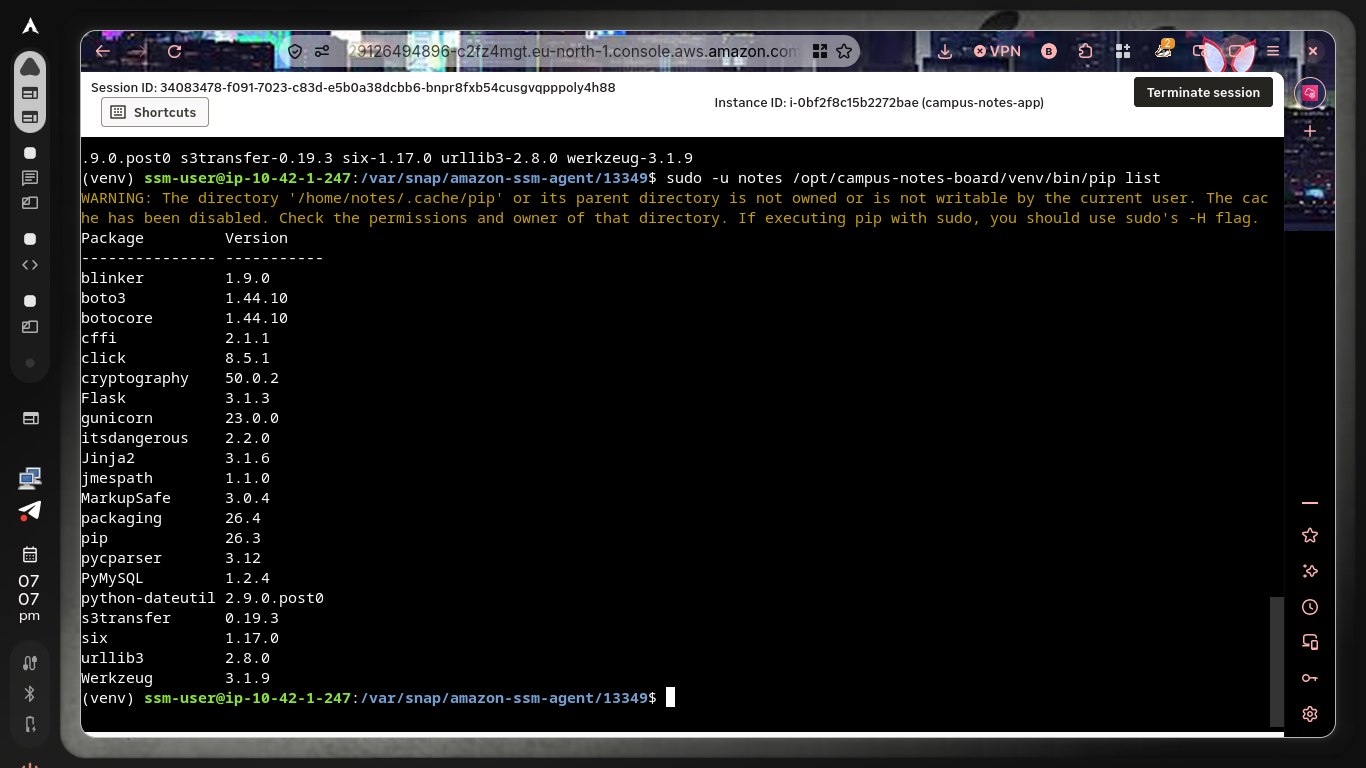 29126494896-c2fz4mgt.eu-north-1.console.aws.amazon.com
VPN
B
2
Session ID: 34083478-f091-7023-c83d-e5b0a38dcbb6-bnpr8fxb54cusgvqpppoly4h88
Shortcuts
Instance ID: i-0bf2f8c15b2272bae (campus-notes-app)
Terminate session
.9.0.post0 s3transfer-0.19.3 six-1.17.0 urllib3-2.8.0 werkzeug-3.1.9
(venv) ssm-user@ip-10-42-1-247:/var/snap/amazon-ssm-agent/13349$ sudo -u notes /opt/campus-notes-board/venv/bin/pip list
WARNING: The directory '/home/notes/.cache/pip' or its parent directory is not owned or is not writable by the current user. The cac
he has been disabled. Check the permissions and owner of that directory. If executing pip with sudo, you should use sudo's -H flag.
Package         Version
--------------- -----------
blinker         1.9.0
boto3           1.44.10
botocore        1.44.10
cffi            2.1.1
click           8.5.1
cryptography    50.0.2
Flask           3.1.3
gunicorn        23.0.0
itsdangerous    2.2.0
Jinja2          3.1.6
jmespath        1.1.0
MarkupSafe      3.0.4
packaging       26.4
pip             26.3
pycparser       3.12
PyMySQL         1.2.4
python-dateutil 2.9.0.post0
s3transfer      0.19.3
six             1.17.0
urllib3         2.8.0
Werkzeug        3.1.9
(venv) ssm-user@ip-10-42-1-247:/var/snap/amazon-ssm-agent/13349$
07
07
pm